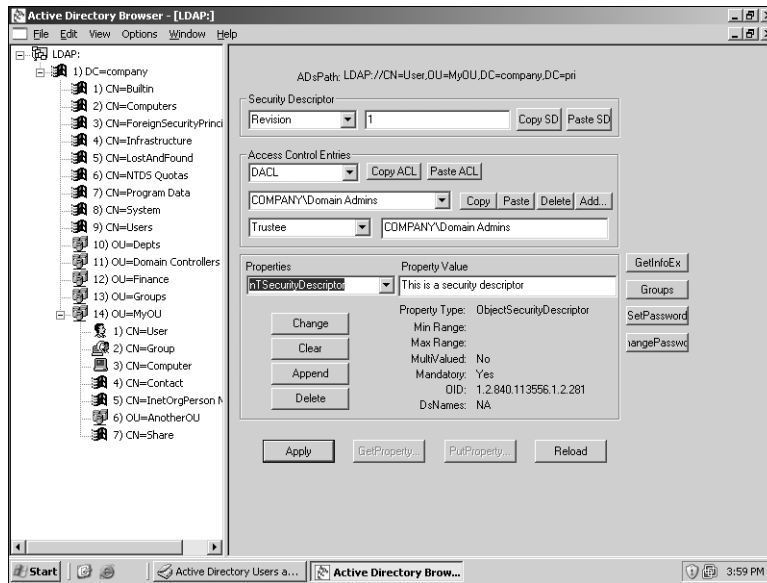 Active Directory Browser - [LDAP:]
File Edit View Options Window Help
LDAP:
1) DC=company
1) CN=Builtin
2) CN=Computers
3) CN=ForeignSecurityPrinci
4) CN=Infrastructure
5) CN=LostAndFound
6) CN=NTDS Quotas
7) CN=Program Data
8) CN=System
9) CN=Users
10) OU=Depts
11) OU=Domain Controllers
12) OU=Finance
13) OU=Groups
14) OU=MyOU
1) CN=User
2) CN=Group
3) CN=Computer
4) CN=Contact
5) CN=InetOrgPerson N
6) OU=AnotherOU
7) CN=Share
ADsPath: LDAP://CN=User,OU=MyOU,DC=company,DC=pri
Security Descriptor
Revision 1 Copy SD Paste SD
Access Control Entries
DACL Copy ACL Paste ACL
COMPANY\Domain Admins Copy Paste Delete Add...
Trustee COMPANY\Domain Admins
Properties Property Value
nTSecurityDescriptor This is a security descriptor
Change
Clear
Append
Delete
Property Type: ObjectSecurityDescriptor
Min Range:
Max Range:
MultiValued: No
Mandatory: Yes
OID: 1.2.840.113556.1.2.281
DsNames: NA
GetInfoEx
Groups
SetPassword
hangePasswc
Apply GetProperty... PutProperty... Reload
Start Active Directory Users a... Active Directory Brow... 3:59 PM